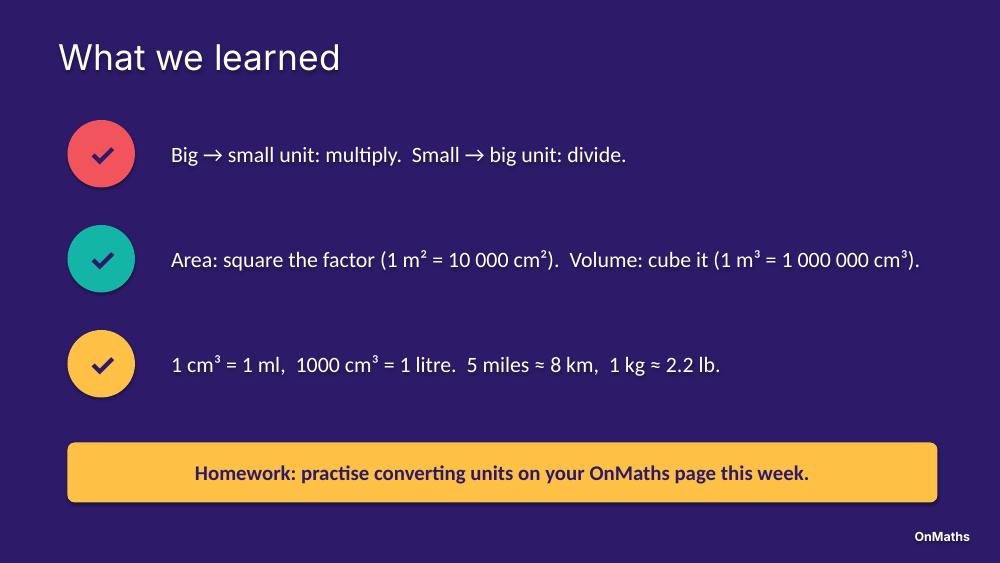 What we learned
Big → small unit: multiply.  Small → big unit: divide.
Area: square the factor (1 m² = 10 000 cm²).  Volume: cube it (1 m³ = 1 000 000 cm³).
1 cm³ = 1 ml,  1000 cm³ = 1 litre.  5 miles ≈ 8 km,  1 kg ≈ 2.2 lb.
Homework: practise converting units on your OnMaths page this week.
OnMaths